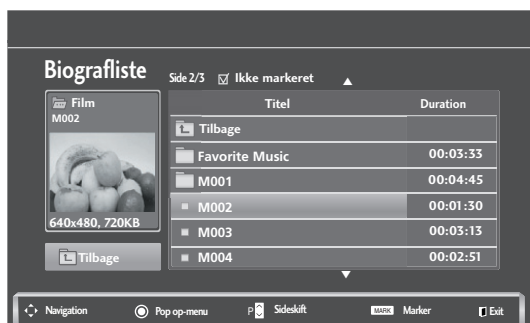 Biografliste
Side 2/3 Ikke markeret
Film
M002
640x480, 720KB
Tilbage
Titel Duration
Tilbage
Favorite Music 00:03:33
M001 00:04:45
M002 00:01:30
M003 00:03:13
M004 00:02:51
Navigation Pop op-menu P Sideskift MARK Marker Exit